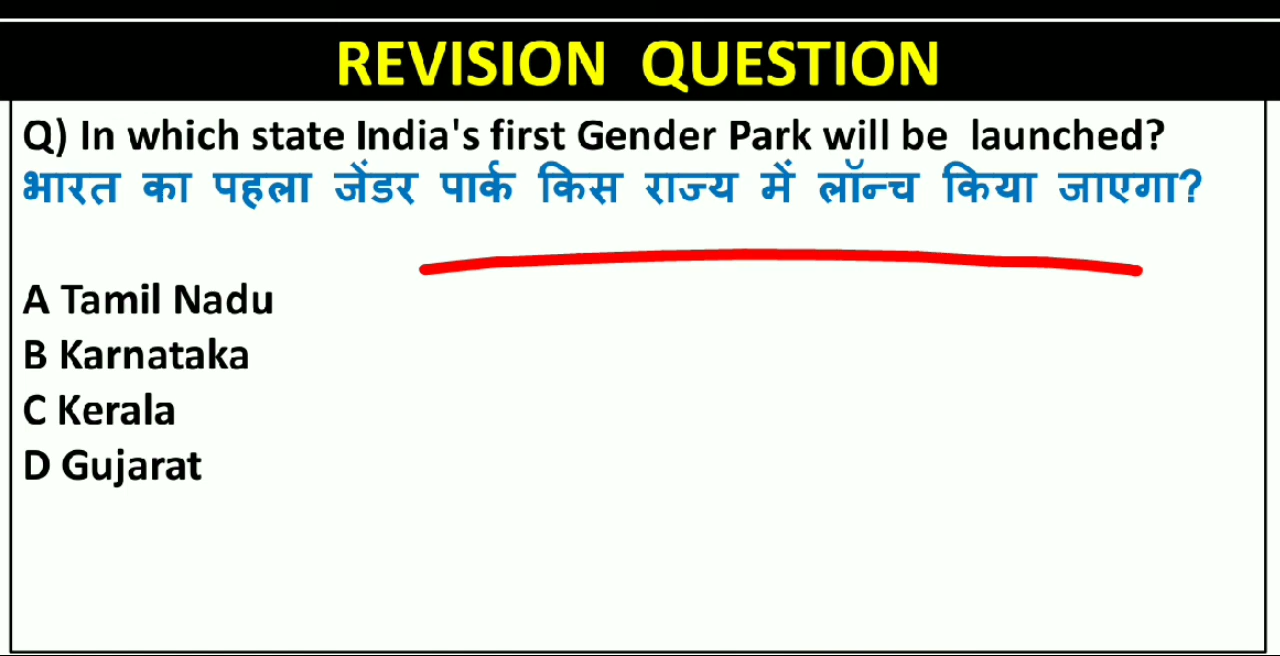 REVISION QUESTION
Q) In which state India's first Gender Park will be launched?
भारत का पहला जेंडर पार्क किस राज्य में लॉन्च किया जाएगा?
A Tamil Nadu
B Karnataka
C Kerala
D Gujarat